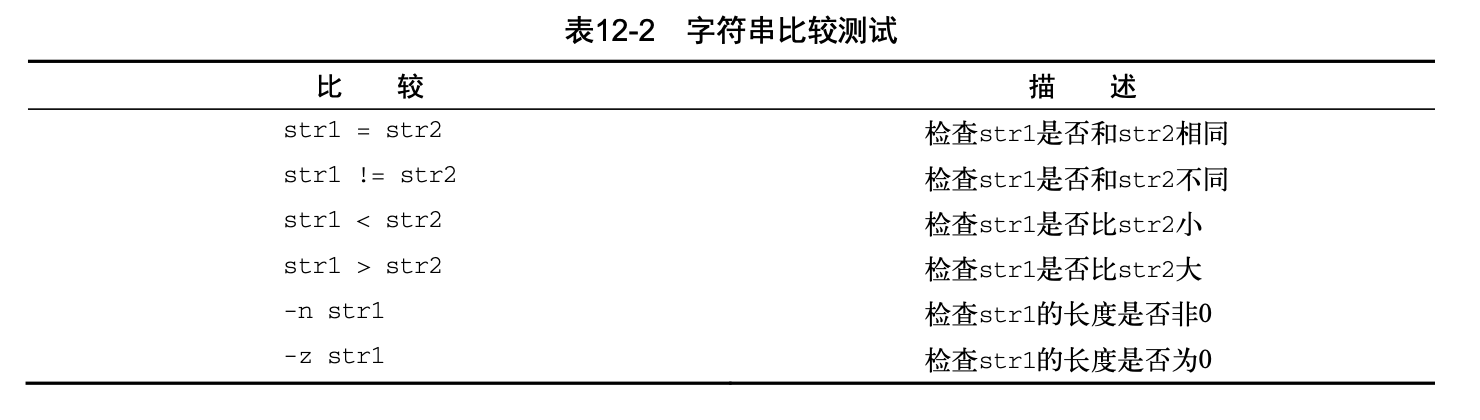 表12-2 字符串比较测试
比 较 描 述
str1 = str2 检查str1是否和str2相同
str1 != str2 检查str1是否和str2不同
str1 < str2 检查str1是否比str2小
str1 > str2 检查str1是否比str2大
-n str1 检查str1的长度是否非0
-z str1 检查str1的长度是否为0